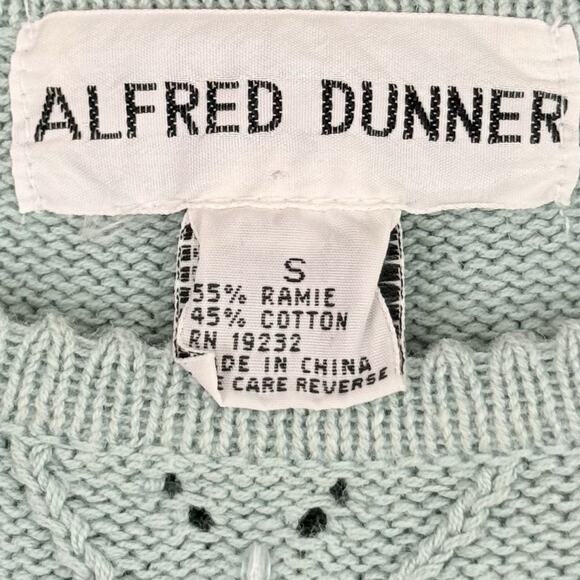 ALFRED DUNNER
S
55% RAMIE
45% COTTON
RN 19232
DE IN CHINA
E CARE REVERSE